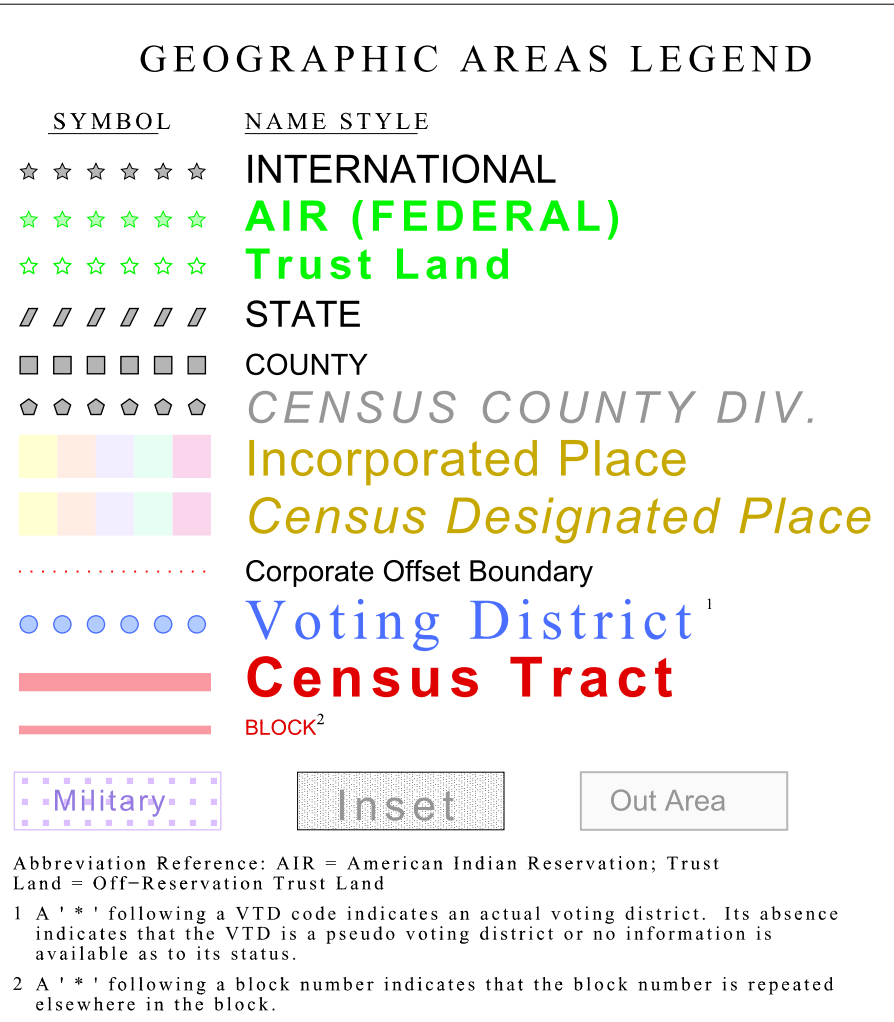 GEOGRAPHIC AREAS LEGEND
SYMBOL NAME STYLE
INTERNATIONAL
AIR (FEDERAL)
Trust Land
STATE
COUNTY
CENSUS COUNTY DIV.
Incorporated Place
Census Designated Place
Corporate Offset Boundary
Voting District 1
Census Tract
BLOCK2
Military Inset Out Area
Abbreviation Reference: AIR = American Indian Reservation; Trust
Land = Off−Reservation Trust Land
1 A ' * ' following a VTD code indicates an actual voting district. Its absence
indicates that the VTD is a pseudo voting district or no information is
available as to its status.
2 A ' * ' following a block number indicates that the block number is repeated
elsewhere in the block.